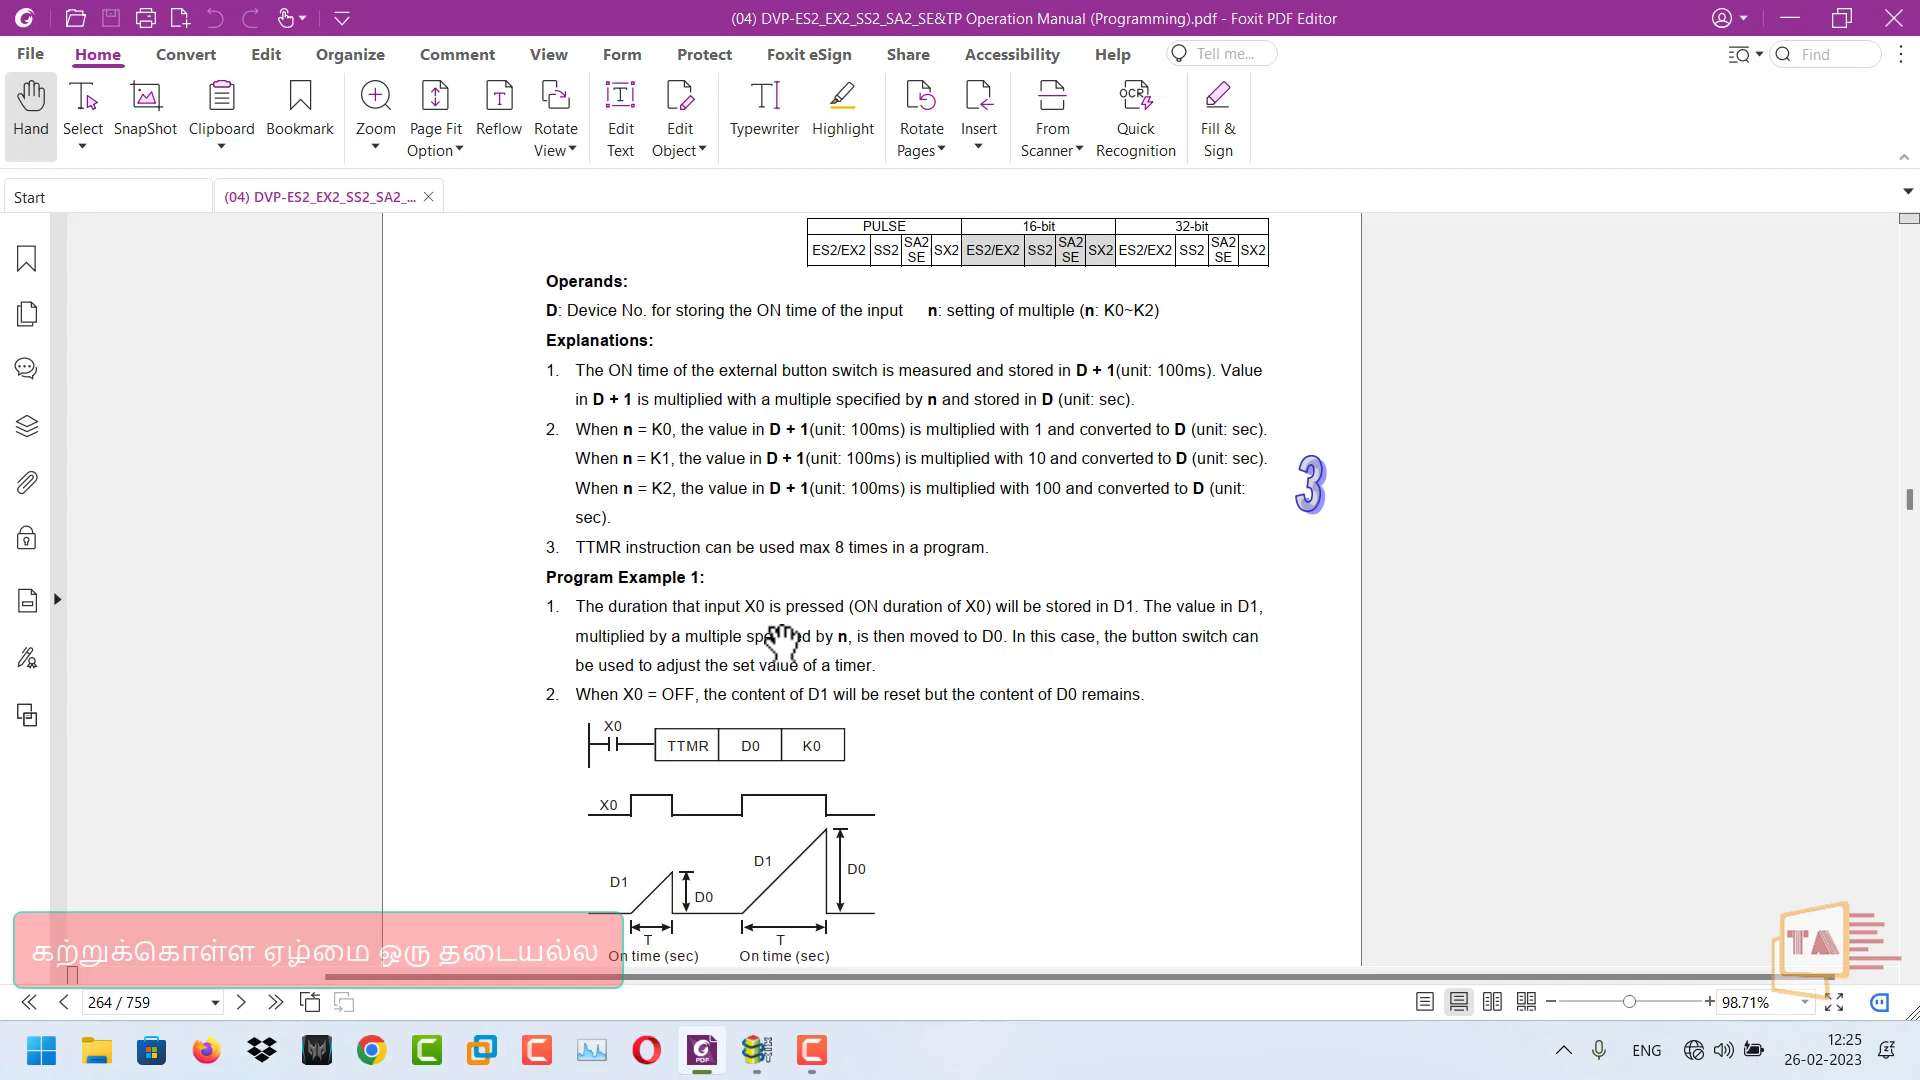 (04) DVP-ES2_EX2_SS2_SA2_SE&TP Operation Manual (Programming).pdf - Foxit PDF Editor
File Home Convert Edit Organize Comment View Form Protect Foxit eSign Share Accessibility Help Tell me... Find
Hand Select SnapShot Clipboard Bookmark Zoom Page Fit Option Reflow Rotate View Edit Text Edit Object Typewriter Highlight Rotate Pages Insert From Scanner Quick Recognition Fill & Sign
Start (04) DVP-ES2_EX2_SS2_SA2_...
PULSE 16-bit 32-bit
ES2/EX2 SS2 SA2 SE SX2 ES2/EX2 SS2 SA2 SE SX2 ES2/EX2 SS2 SA2 SE SX2
Operands:
D: Device No. for storing the ON time of the input n: setting of multiple (n: K0~K2)
Explanations:
1. The ON time of the external button switch is measured and stored in D + 1(unit: 100ms). Value
in D + 1 is multiplied with a multiple specified by n and stored in D (unit: sec).
2. When n = K0, the value in D + 1(unit: 100ms) is multiplied with 1 and converted to D (unit: sec).
When n = K1, the value in D + 1(unit: 100ms) is multiplied with 10 and converted to D (unit: sec).
When n = K2, the value in D + 1(unit: 100ms) is multiplied with 100 and converted to D (unit:
sec).
3
3. TTMR instruction can be used max 8 times in a program.
Program Example 1:
1. The duration that input X0 is pressed (ON duration of X0) will be stored in D1. The value in D1,
multiplied by a multiple specified by n, is then moved to D0. In this case, the button switch can
be used to adjust the set value of a timer.
2. When X0 = OFF, the content of D1 will be reset but the content of D0 remains.
X0
TTMR D0 K0
X0
D1 D0
D1 D0
T T
On time (sec) On time (sec)
கற்றுக்கொள்ள ஏழ்மை ஒரு தடையல்ல
TA
264 / 759 98.71%
ENG 12:25
26-02-2023